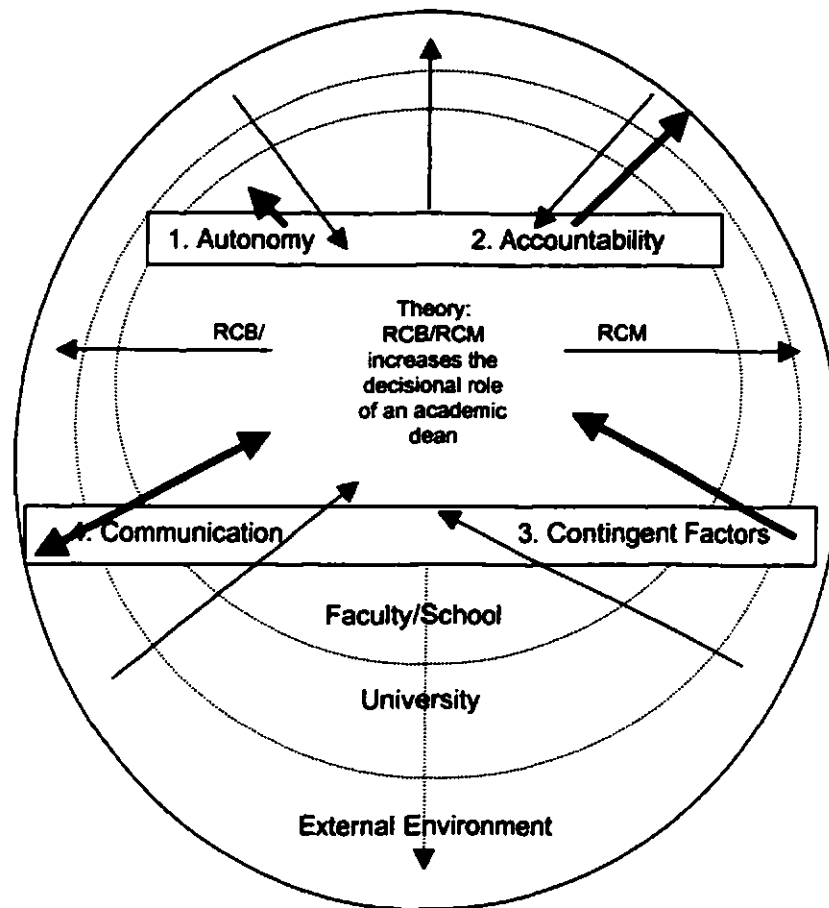 1. Autonomy 2. Accountability
Theory:
RCB/ RCB/RCM RCM
increases the
decisional role
of an academic
dean
4. Communication 3. Contingent Factors
Faculty/School
University
External Environment